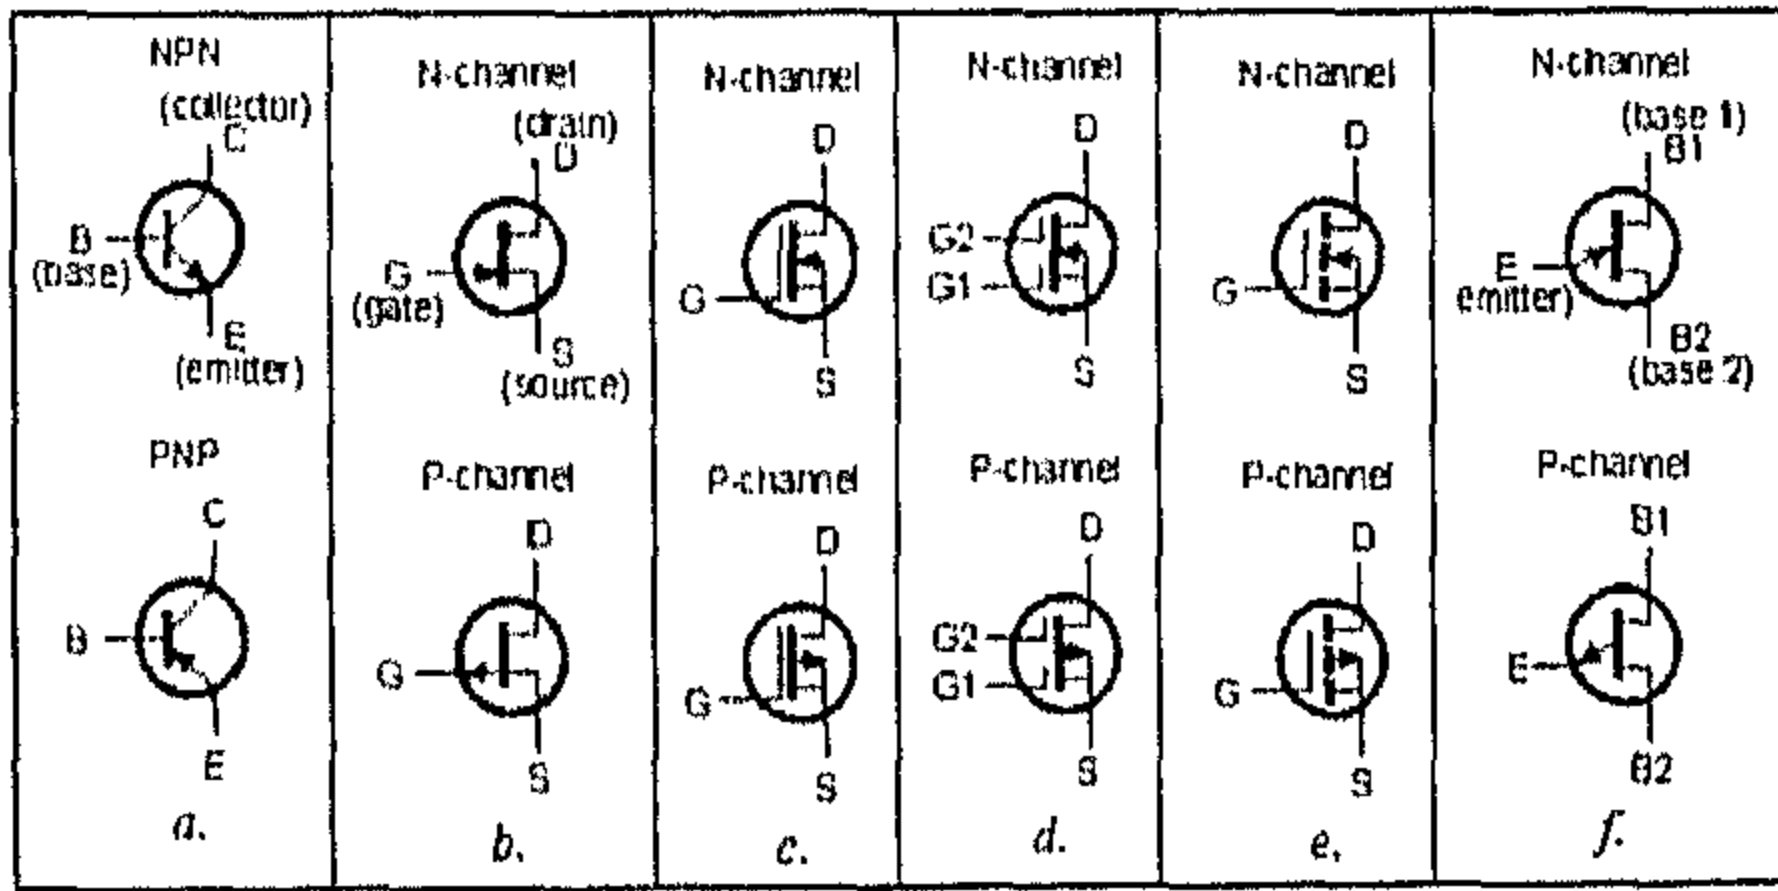 NPN
(collector)
C
B
(base)
E
(emitter)
PNP
C
B
E
a.
N-channel
(drain)
D
G
(gate)
S
(source)
P-channel
D
G
S
b.
N-channel
D
G
S
P-channel
D
G
S
c.
N-channel
D
G2
G1
S
P-channel
D
G2
G1
S
d.
N-channel
D
G
S
P-channel
D
G
S
e.
N-channel
(base 1)
B1
E
emitter)
B2
(base 2)
P-channel
B1
E
B2
f.